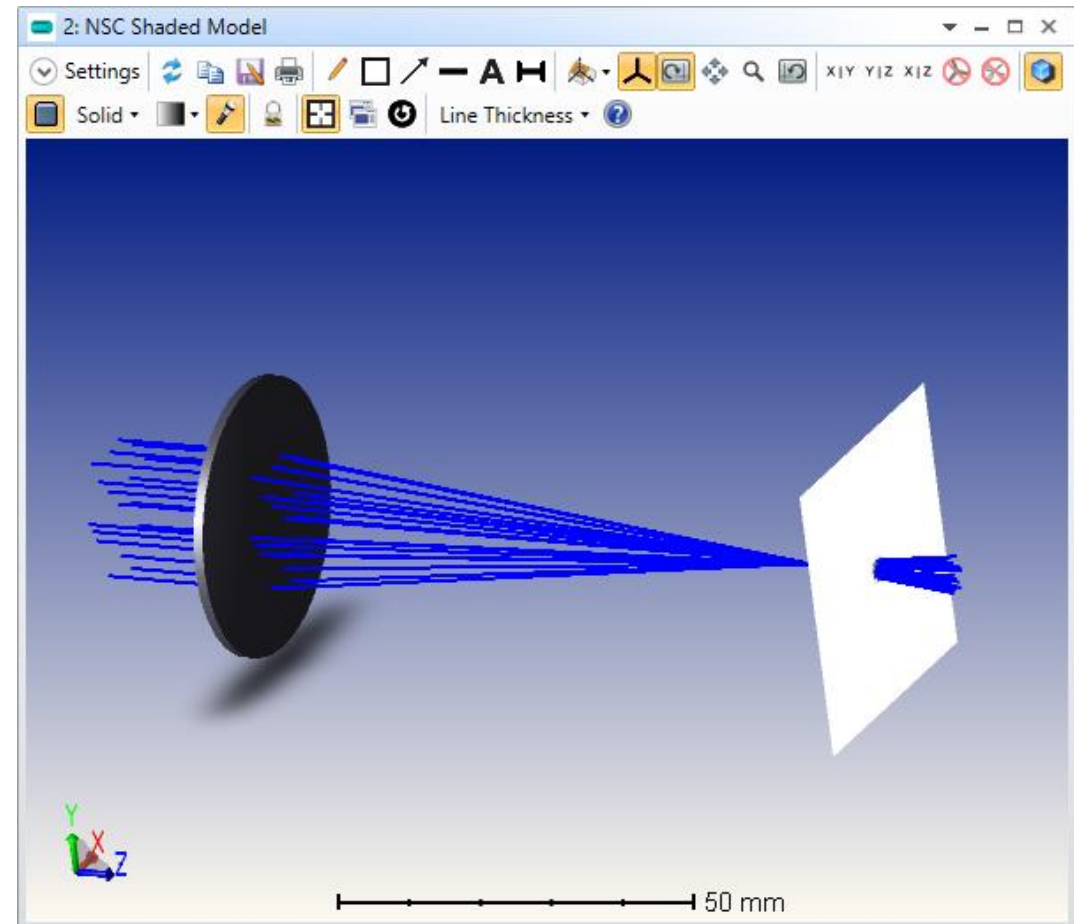 2: NSC Shaded Model
Settings A X|Y Y|Z X|Z
Solid Line Thickness
Y
X
Z
50 mm